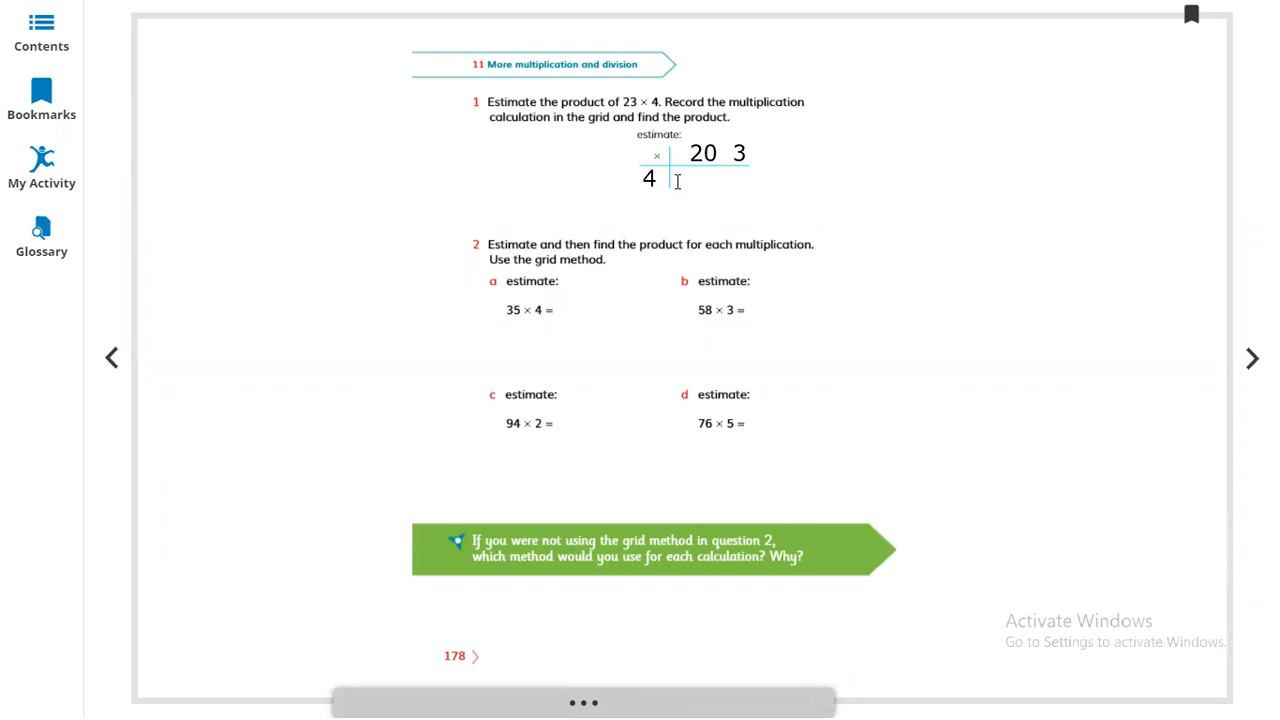 Contents
Bookmarks
My Activity
Glossary
11 More multiplication and division
1 Estimate the product of 23 × 4. Record the multiplication
calculation in the grid and find the product.
estimate:
× 20 3
4
2 Estimate and then find the product for each multiplication.
Use the grid method.
a estimate:
35 × 4 =
b estimate:
58 × 3 =
c estimate:
94 × 2 =
d estimate:
76 × 5 =
If you were not using the grid method in question 2,
which method would you use for each calculation? Why?
178
Activate Windows
Go to Settings to activate Windows.